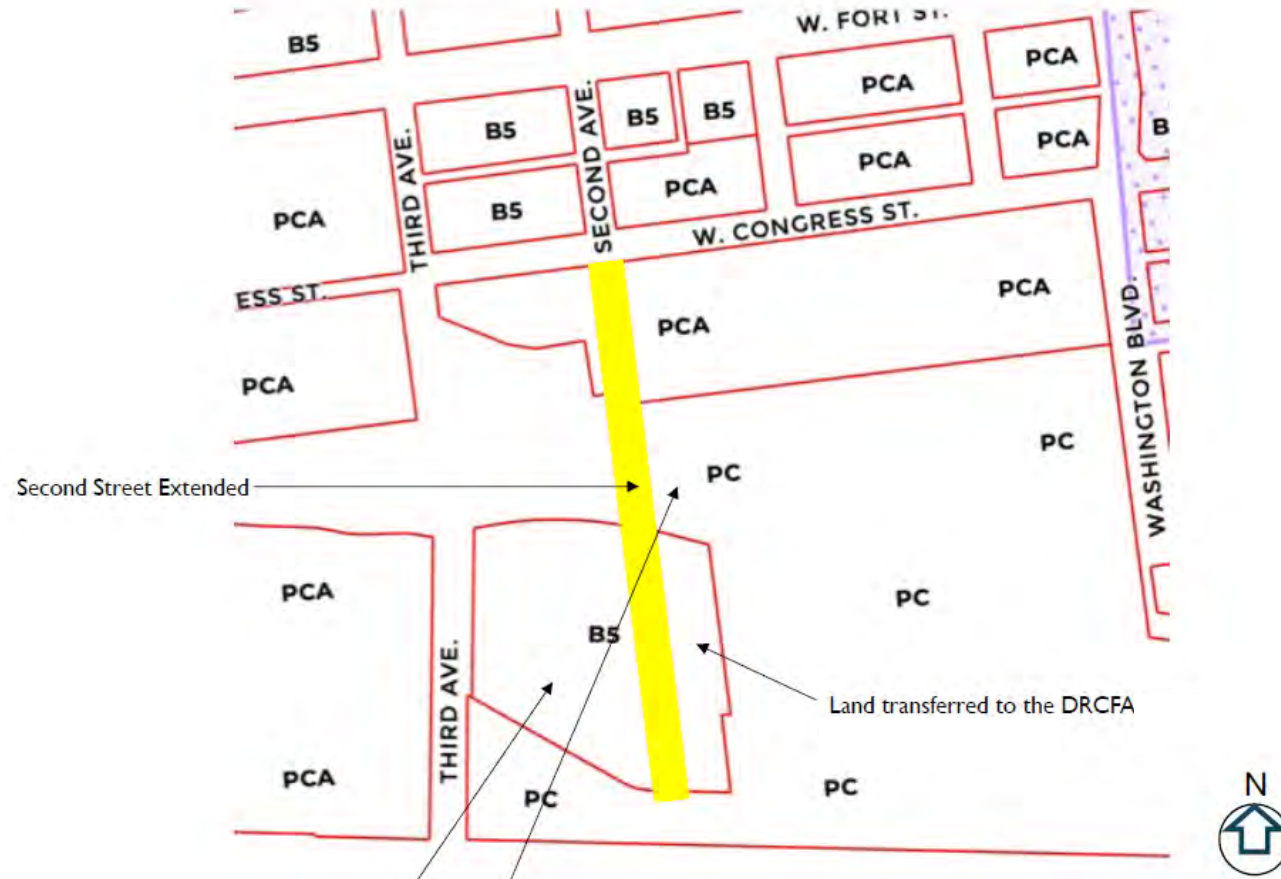 W. FORT ST.
B5
PCA
PCA
SECOND AVE.
B5
B5
B5
B
THIRD AVE.
PCA
PCA
PCA
B5
PCA
W. CONGRESS ST.
ESS ST.
PCA
PCA
WASHINGTON BLVD.
PCA
PC
PC
Second Street Extended
PCA
PC
B5
THIRD AVE.
Land transferred to the DRCFA
PCA
PC
PC
N